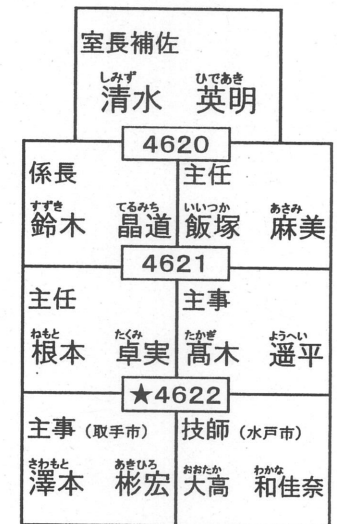 室長補佐
しみず ひであき
清水 英明
4620
係長 主任
すずき てるみち いいつか あさみ
鈴木 晶道 飯塚 麻美
4621
主任 主事
ねもと たくみ たかぎ ようへい
根本 卓実 髙木 遥平
★4622
主事（取手市） 技師（水戸市）
さわもと あきひろ おおたか わかな
澤本 彬宏 大高 和佳奈